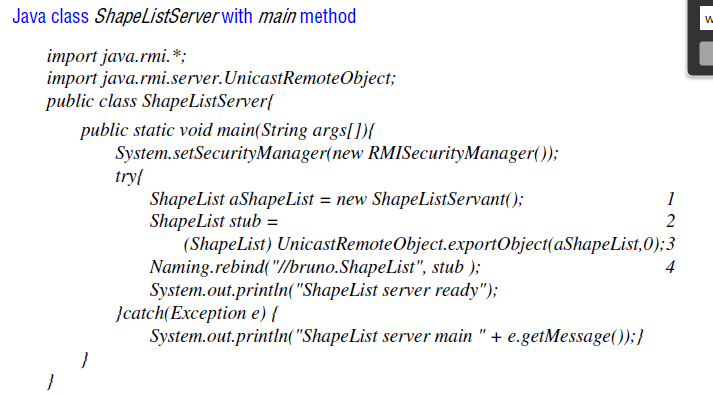 Java class ShapeListServer with main method
import java.rmi.*;
import java.rmi.server.UnicastRemoteObject;
public class ShapeListServer{
public static void main(String args[]){
System.setSecurityManager(new RMISecurityManager());
try{
ShapeList aShapeList = new ShapeListServant(); 1
ShapeList stub = 2
(ShapeList) UnicastRemoteObject.exportObject(aShapeList,0);3
Naming.rebind("//bruno.ShapeList", stub ); 4
System.out.println("ShapeList server ready");
}catch(Exception e) {
System.out.println("ShapeList server main " + e.getMessage());}
}
}